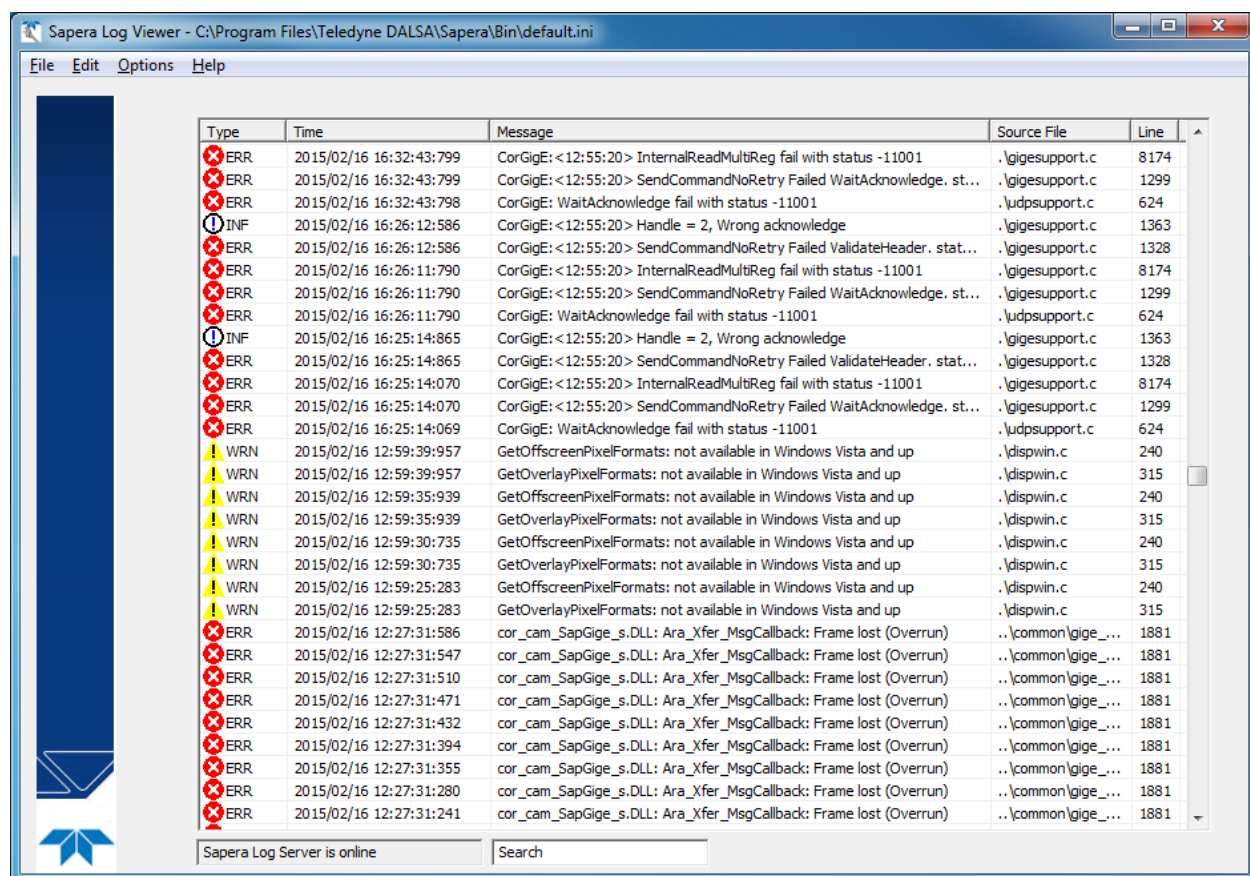 Sapera Log Viewer - C:\Program Files\Teledyne DALSA\Sapera\Bin\default.ini
File Edit Options Help
Type Time Message Source File Line
ERR 2015/02/16 16:32:43:799 CorGigE:<12:55:20> InternalReadMultiReg fail with status -11001 .\gigesupport.c 8174
ERR 2015/02/16 16:32:43:799 CorGigE:<12:55:20> SendCommandNoRetry Failed WaitAcknowledge. st... .\gigesupport.c 1299
ERR 2015/02/16 16:32:43:798 CorGigE: WaitAcknowledge fail with status -11001 .\udpsupport.c 624
INF 2015/02/16 16:26:12:586 CorGigE:<12:55:20> Handle = 2, Wrong acknowledge .\gigesupport.c 1363
ERR 2015/02/16 16:26:12:586 CorGigE:<12:55:20> SendCommandNoRetry Failed ValidateHeader. stat... .\gigesupport.c 1328
ERR 2015/02/16 16:26:11:790 CorGigE:<12:55:20> InternalReadMultiReg fail with status -11001 .\gigesupport.c 8174
ERR 2015/02/16 16:26:11:790 CorGigE:<12:55:20> SendCommandNoRetry Failed WaitAcknowledge. st... .\gigesupport.c 1299
ERR 2015/02/16 16:26:11:790 CorGigE: WaitAcknowledge fail with status -11001 .\udpsupport.c 624
INF 2015/02/16 16:25:14:865 CorGigE:<12:55:20> Handle = 2, Wrong acknowledge .\gigesupport.c 1363
ERR 2015/02/16 16:25:14:865 CorGigE:<12:55:20> SendCommandNoRetry Failed ValidateHeader. stat... .\gigesupport.c 1328
ERR 2015/02/16 16:25:14:070 CorGigE:<12:55:20> InternalReadMultiReg fail with status -11001 .\gigesupport.c 8174
ERR 2015/02/16 16:25:14:070 CorGigE:<12:55:20> SendCommandNoRetry Failed WaitAcknowledge. st... .\gigesupport.c 1299
ERR 2015/02/16 16:25:14:069 CorGigE: WaitAcknowledge fail with status -11001 .\udpsupport.c 624
WRN 2015/02/16 12:59:39:957 GetOffscreenPixelFormats: not available in Windows Vista and up .\dispwin.c 240
WRN 2015/02/16 12:59:39:957 GetOverlayPixelFormats: not available in Windows Vista and up .\dispwin.c 315
WRN 2015/02/16 12:59:35:939 GetOffscreenPixelFormats: not available in Windows Vista and up .\dispwin.c 240
WRN 2015/02/16 12:59:35:939 GetOverlayPixelFormats: not available in Windows Vista and up .\dispwin.c 315
WRN 2015/02/16 12:59:30:735 GetOffscreenPixelFormats: not available in Windows Vista and up .\dispwin.c 240
WRN 2015/02/16 12:59:30:735 GetOverlayPixelFormats: not available in Windows Vista and up .\dispwin.c 315
WRN 2015/02/16 12:59:25:283 GetOffscreenPixelFormats: not available in Windows Vista and up .\dispwin.c 240
WRN 2015/02/16 12:59:25:283 GetOverlayPixelFormats: not available in Windows Vista and up .\dispwin.c 315
ERR 2015/02/16 12:27:31:586 cor_cam_SapGige_s.DLL: Ara_Xfer_MsgCallback: Frame lost (Overrun) ..\common\gige_... 1881
ERR 2015/02/16 12:27:31:547 cor_cam_SapGige_s.DLL: Ara_Xfer_MsgCallback: Frame lost (Overrun) ..\common\gige_... 1881
ERR 2015/02/16 12:27:31:510 cor_cam_SapGige_s.DLL: Ara_Xfer_MsgCallback: Frame lost (Overrun) ..\common\gige_... 1881
ERR 2015/02/16 12:27:31:471 cor_cam_SapGige_s.DLL: Ara_Xfer_MsgCallback: Frame lost (Overrun) ..\common\gige_... 1881
ERR 2015/02/16 12:27:31:432 cor_cam_SapGige_s.DLL: Ara_Xfer_MsgCallback: Frame lost (Overrun) ..\common\gige_... 1881
ERR 2015/02/16 12:27:31:394 cor_cam_SapGige_s.DLL: Ara_Xfer_MsgCallback: Frame lost (Overrun) ..\common\gige_... 1881
ERR 2015/02/16 12:27:31:355 cor_cam_SapGige_s.DLL: Ara_Xfer_MsgCallback: Frame lost (Overrun) ..\common\gige_... 1881
ERR 2015/02/16 12:27:31:280 cor_cam_SapGige_s.DLL: Ara_Xfer_MsgCallback: Frame lost (Overrun) ..\common\gige_... 1881
ERR 2015/02/16 12:27:31:241 cor_cam_SapGige_s.DLL: Ara_Xfer_MsgCallback: Frame lost (Overrun) ..\common\gige_... 1881
Sapera Log Server is online Search